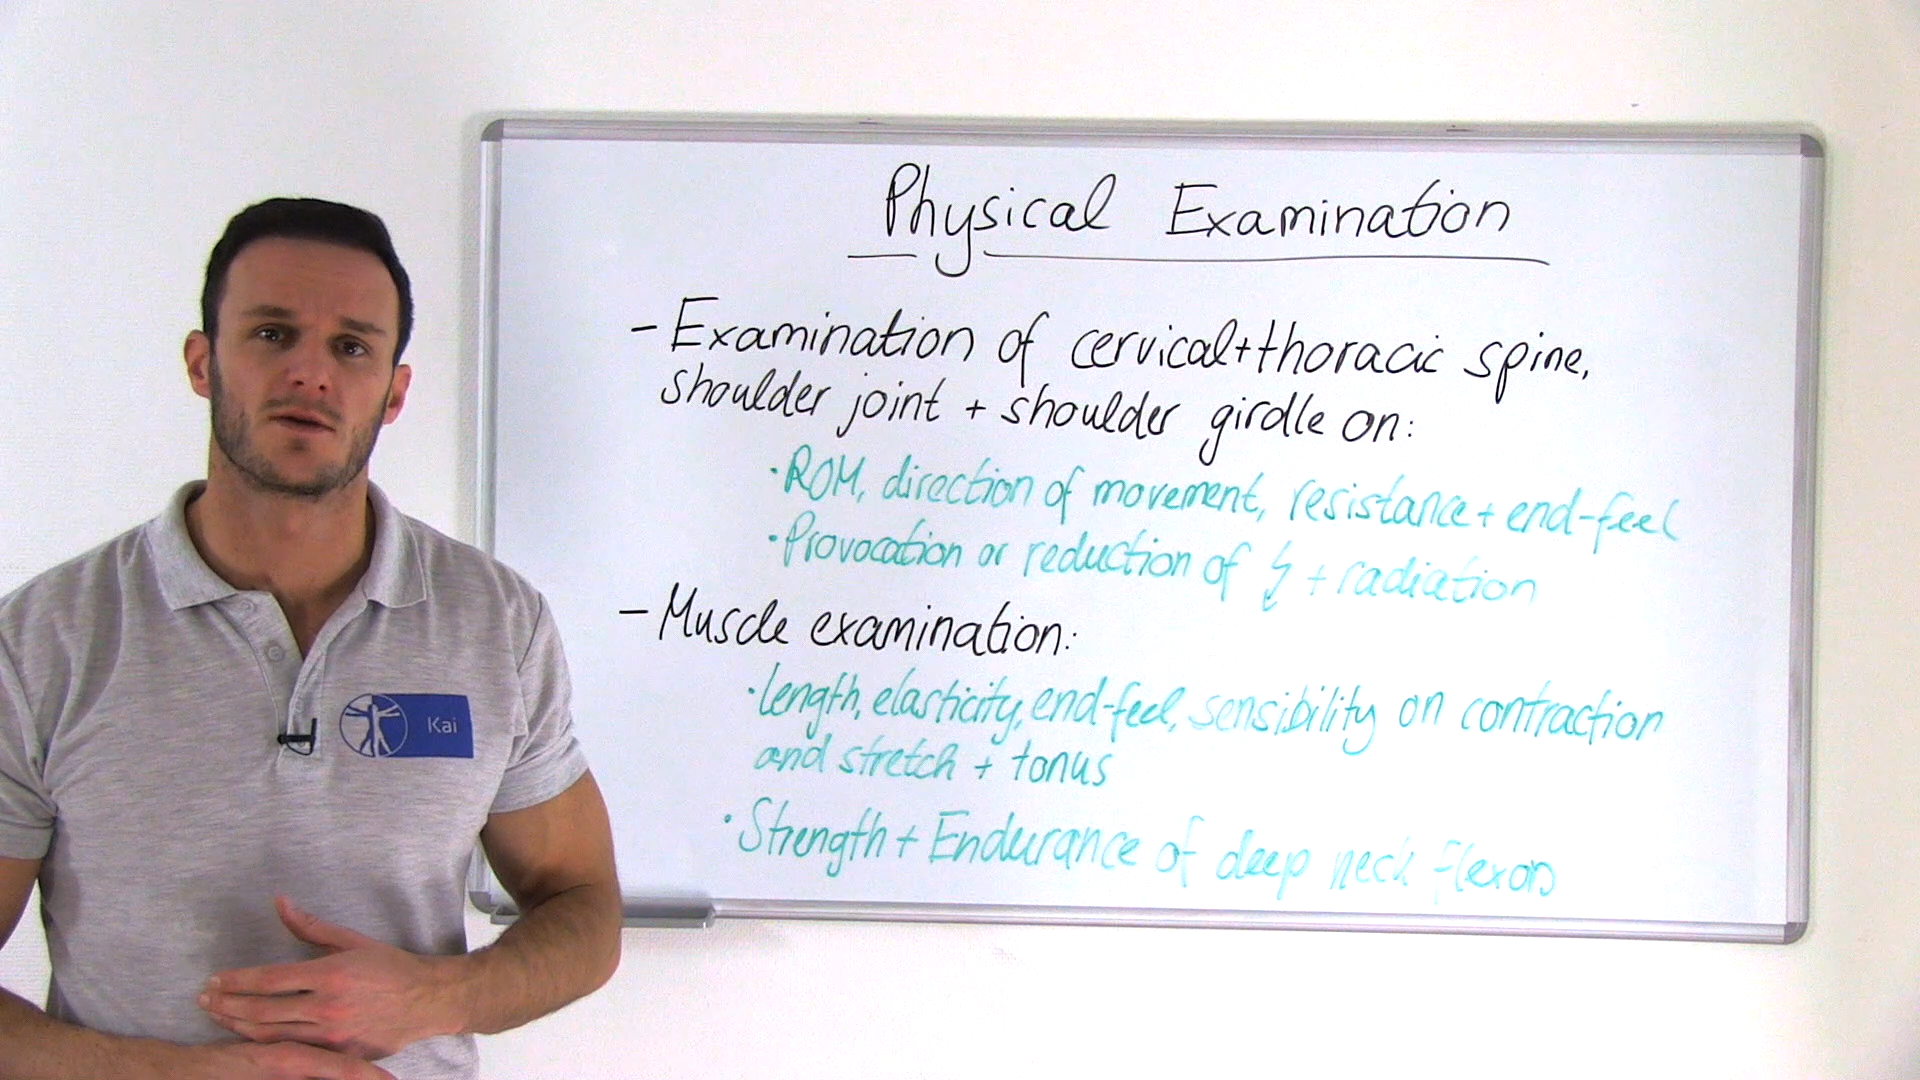 Physical Examination
- Examination of cervical + thoracic spine,
shoulder joint + shoulder girdle on:
· ROM, direction of movement, resistance + end-feel
· Provocation or reduction of ↯ + radiation
- Muscle examination:
· length, elasticity, end-feel, sensibility on contraction
and stretch + tonus
· Strength + Endurance of deep neck flexors
Kai